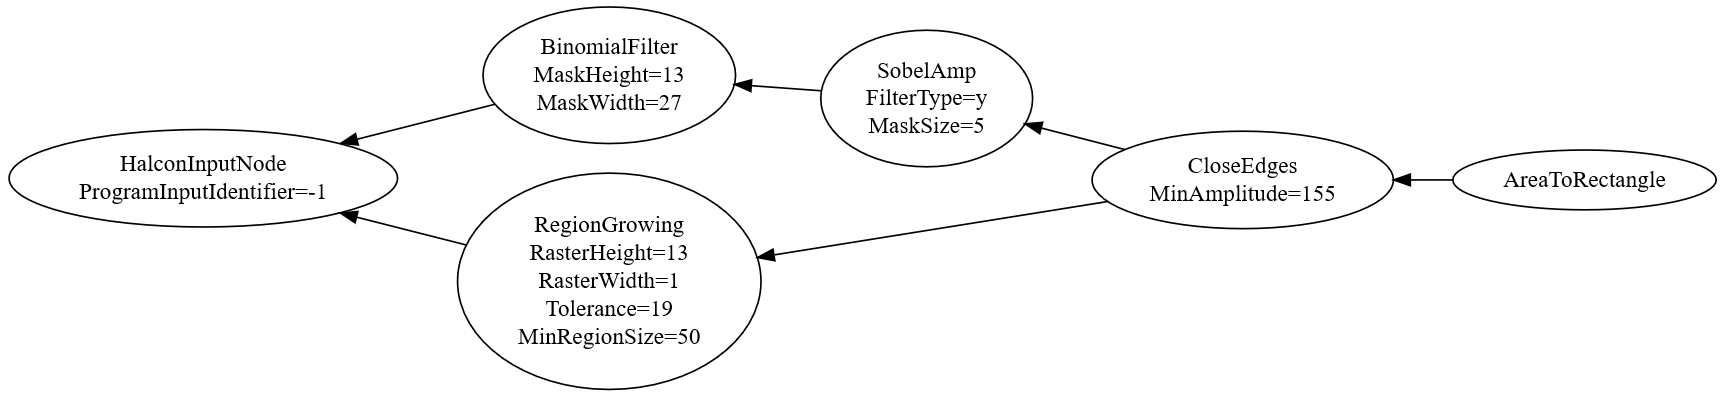 HalconInputNode
ProgramInputIdentifier=-1
BinomialFilter
MaskHeight=13
MaskWidth=27
RegionGrowing
RasterHeight=13
RasterWidth=1
Tolerance=19
MinRegionSize=50
SobelAmp
FilterType=y
MaskSize=5
CloseEdges
MinAmplitude=155
AreaToRectangle